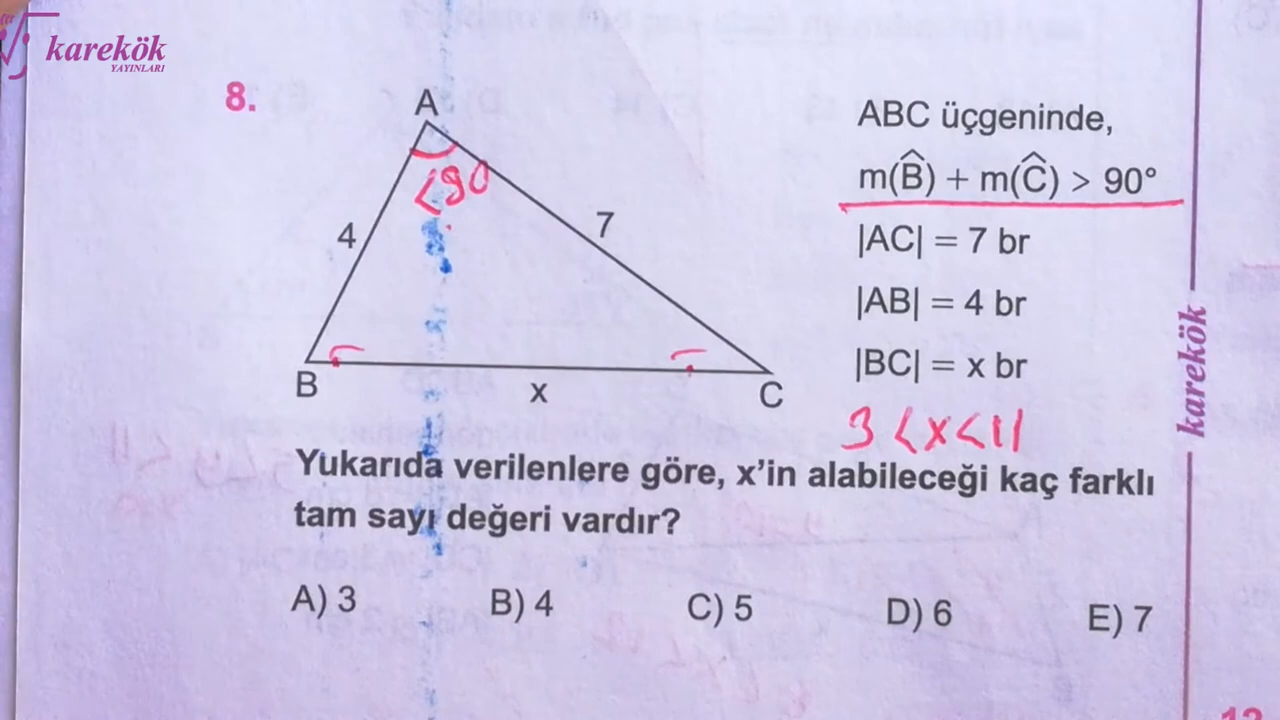 karekök
YAYINLARI
8.
A
<90
4
7
B
x
C
ABC üçgeninde,
m(B̂) + m(Ĉ) > 90°
|AC| = 7 br
|AB| = 4 br
|BC| = x br
3 < x < 11
karekök
Yukarıda verilenlere göre, x'in alabileceği kaç farklı
tam sayı değeri vardır?
A) 3 B) 4 C) 5 D) 6 E) 7